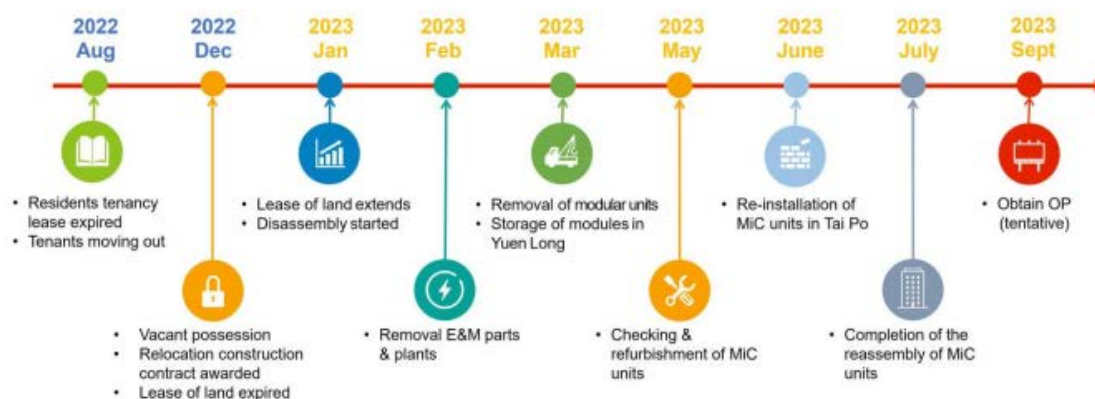 2022
Aug
2022
Dec
2023
Jan
2023
Feb
2023
Mar
2023
May
2023
June
2023
July
2023
Sept
• Residents tenancy
lease expired
• Tenants moving out
• Lease of land extends
• Disassembly started
• Removal of modular units
• Storage of modules in
Yuen Long
• Re-installation of
MiC units in Tai Po
• Obtain OP
(tentative)
• Vacant possession
• Relocation construction
contract awarded
• Lease of land expired
• Removal E&M parts
& plants
• Checking &
refurbishment of MiC
units
• Completion of the
reassembly of MiC
units